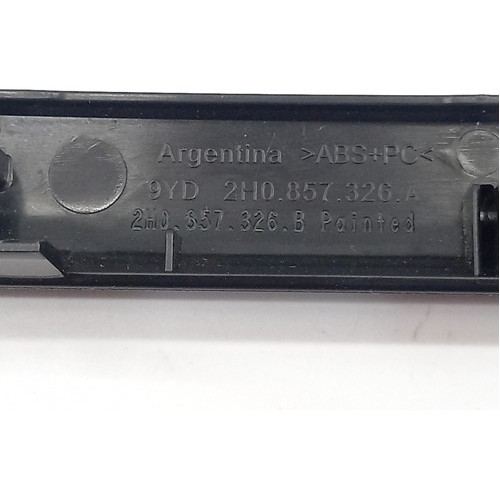 Argentina >ABS+PC<
9YD 2H0.857.326.A
2H0.857.326.B Painted